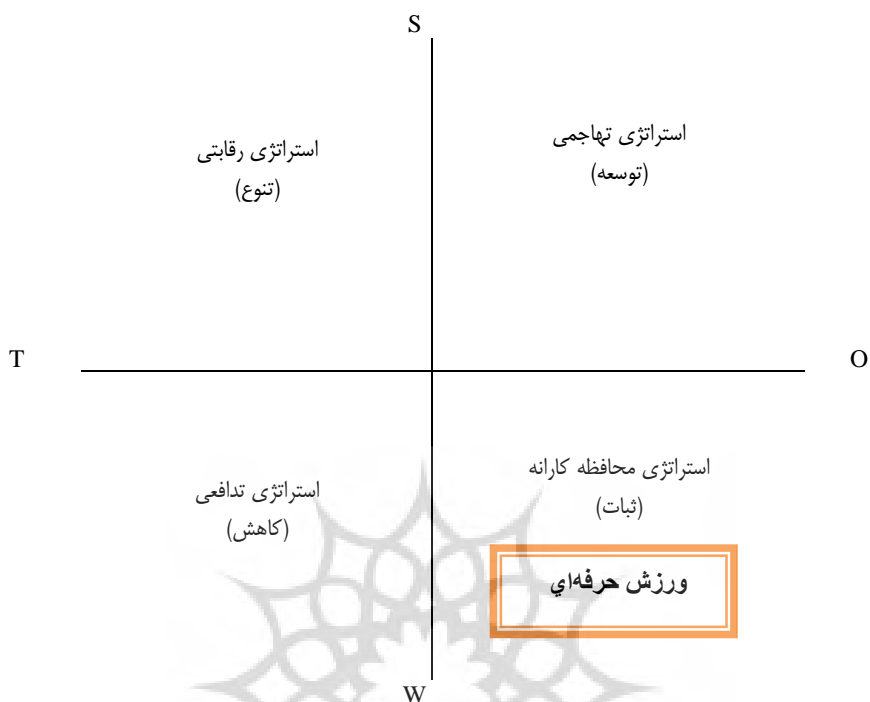 S
استراتژی تهاجمی
(توسعه)
استراتژی رقابتی
(تنوع)
O
T
استراتژی محافظه کارانه
(ثبات)
استراتژی تدافعی
(کاهش)
ورزش حرفه‌اي
W